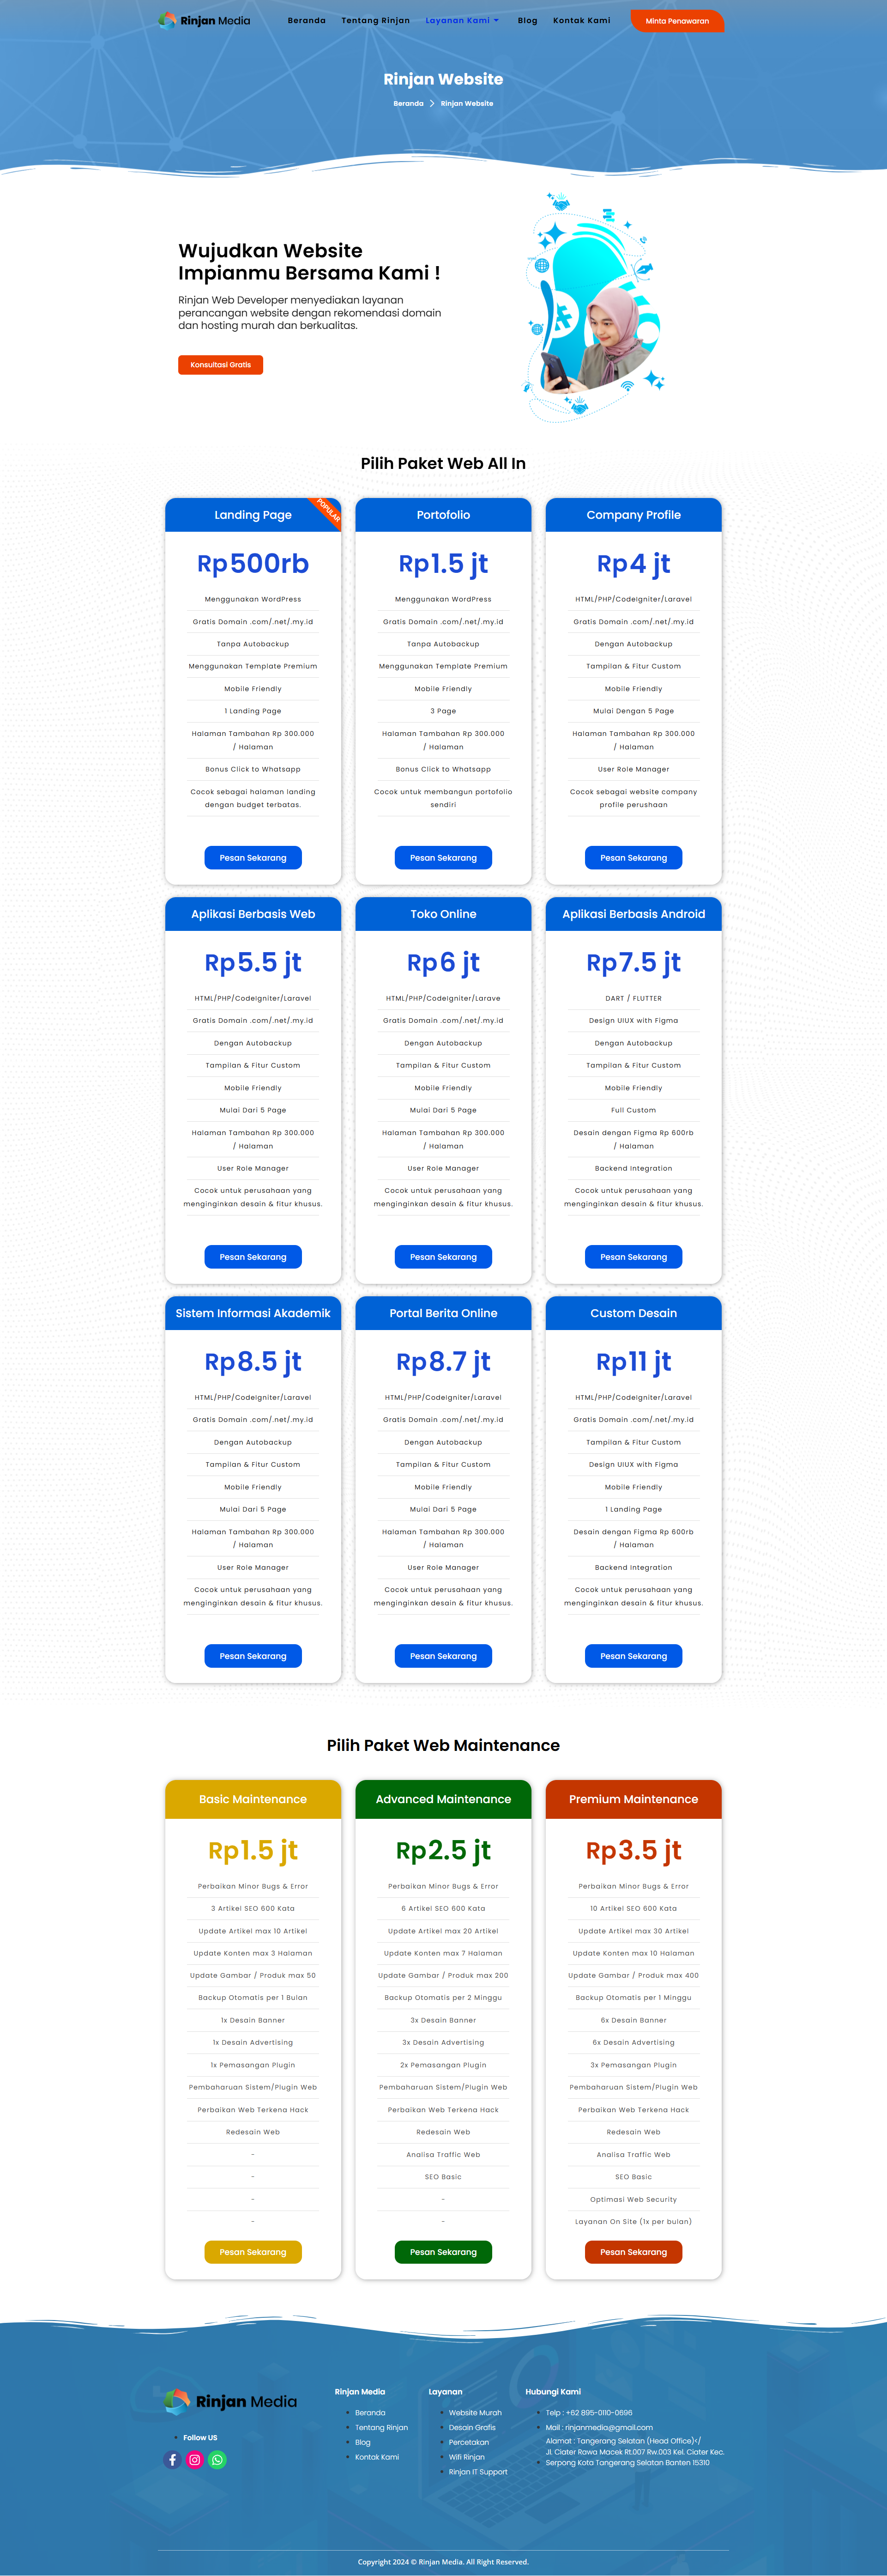 Rinjan Media
Beranda
Tentang Rinjan
Layanan Kami
Blog
Kontak Kami
Minta Penawaran
Rinjan Website
Beranda
Rinjan Website
Wujudkan Website
Impianmu Bersama Kami !
Rinjan Web Developer menyediakan layanan
perancangan website dengan rekomendasi domain
dan hosting murah dan berkualitas.
Konsultasi Gratis
Pilih Paket Web All In
Landing Page
POPULAR
Rp500rb
Menggunakan WordPress
Gratis Domain .com/.net/.my.id
Tanpa Autobackup
Menggunakan Template Premium
Mobile Friendly
1 Landing Page
Halaman Tambahan Rp 300.000
/ Halaman
Bonus Click to Whatsapp
Cocok sebagai halaman landing
dengan budget terbatas.
Pesan Sekarang
Portofolio
Rp1.5 jt
Menggunakan WordPress
Gratis Domain .com/.net/.my.id
Tanpa Autobackup
Menggunakan Template Premium
Mobile Friendly
3 Page
Halaman Tambahan Rp 300.000
/ Halaman
Bonus Click to Whatsapp
Cocok untuk membangun portofolio
sendiri
Pesan Sekarang
Company Profile
Rp4 jt
HTML/PHP/CodeIgniter/Laravel
Gratis Domain .com/.net/.my.id
Dengan Autobackup
Tampilan & Fitur Custom
Mobile Friendly
Mulai Dengan 5 Page
Halaman Tambahan Rp 300.000
/ Halaman
User Role Manager
Cocok sebagai website company
profile perushaan
Pesan Sekarang
Aplikasi Berbasis Web
Rp5.5 jt
HTML/PHP/CodeIgniter/Laravel
Gratis Domain .com/.net/.my.id
Dengan Autobackup
Tampilan & Fitur Custom
Mobile Friendly
Mulai Dari 5 Page
Halaman Tambahan Rp 300.000
/ Halaman
User Role Manager
Cocok untuk perusahaan yang
menginginkan desain & fitur khusus.
Pesan Sekarang
Toko Online
Rp6 jt
HTML/PHP/CodeIgniter/Larave
Gratis Domain .com/.net/.my.id
Dengan Autobackup
Tampilan & Fitur Custom
Mobile Friendly
Mulai Dari 5 Page
Halaman Tambahan Rp 300.000
/ Halaman
User Role Manager
Cocok untuk perusahaan yang
menginginkan desain & fitur khusus.
Pesan Sekarang
Aplikasi Berbasis Android
Rp7.5 jt
DART / FLUTTER
Design UIUX with Figma
Dengan Autobackup
Tampilan & Fitur Custom
Mobile Friendly
Full Custom
Desain dengan Figma Rp 600rb
/ Halaman
Backend Integration
Cocok untuk perusahaan yang
menginginkan desain & fitur khusus.
Pesan Sekarang
Sistem Informasi Akademik
Rp8.5 jt
HTML/PHP/CodeIgniter/Laravel
Gratis Domain .com/.net/.my.id
Dengan Autobackup
Tampilan & Fitur Custom
Mobile Friendly
Mulai Dari 5 Page
Halaman Tambahan Rp 300.000
/ Halaman
User Role Manager
Cocok untuk perusahaan yang
menginginkan desain & fitur khusus.
Pesan Sekarang
Portal Berita Online
Rp8.7 jt
HTML/PHP/CodeIgniter/Laravel
Gratis Domain .com/.net/.my.id
Dengan Autobackup
Tampilan & Fitur Custom
Mobile Friendly
Mulai Dari 5 Page
Halaman Tambahan Rp 300.000
/ Halaman
User Role Manager
Cocok untuk perusahaan yang
menginginkan desain & fitur khusus.
Pesan Sekarang
Custom Desain
Rp11 jt
HTML/PHP/CodeIgniter/Laravel
Gratis Domain .com/.net/.my.id
Tampilan & Fitur Custom
Design UIUX with Figma
Mobile Friendly
1 Landing Page
Desain dengan Figma Rp 600rb
/ Halaman
Backend Integration
Cocok untuk perusahaan yang
menginginkan desain & fitur khusus.
Pesan Sekarang
Pilih Paket Web Maintenance
Basic Maintenance
Rp1.5 jt
Perbaikan Minor Bugs & Error
3 Artikel SEO 600 Kata
Update Artikel max 10 Artikel
Update Konten max 3 Halaman
Update Gambar / Produk max 50
Backup Otomatis per 1 Bulan
1x Desain Banner
1x Desain Advertising
1x Pemasangan Plugin
Pembaharuan Sistem/Plugin Web
Perbaikan Web Terkena Hack
Redesain Web
-
-
-
-
Pesan Sekarang
Advanced Maintenance
Rp2.5 jt
Perbaikan Minor Bugs & Error
6 Artikel SEO 600 Kata
Update Artikel max 20 Artikel
Update Konten max 7 Halaman
Update Gambar / Produk max 200
Backup Otomatis per 2 Minggu
3x Desain Banner
3x Desain Advertising
2x Pemasangan Plugin
Pembaharuan Sistem/Plugin Web
Perbaikan Web Terkena Hack
Redesain Web
Analisa Traffic Web
SEO Basic
-
-
Pesan Sekarang
Premium Maintenance
Rp3.5 jt
Perbaikan Minor Bugs & Error
10 Artikel SEO 600 Kata
Update Artikel max 30 Artikel
Update Konten max 10 Halaman
Update Gambar / Produk max 400
Backup Otomatis per 1 Minggu
6x Desain Banner
6x Desain Advertising
3x Pemasangan Plugin
Pembaharuan Sistem/Plugin Web
Perbaikan Web Terkena Hack
Redesain Web
Analisa Traffic Web
SEO Basic
Optimasi Web Security
Layanan On Site (1x per bulan)
Pesan Sekarang
Rinjan Media
Follow US
Rinjan Media
Beranda
Tentang Rinjan
Blog
Kontak Kami
Layanan
Website Murah
Desain Grafis
Percetakan
Wifi Rinjan
Rinjan IT Support
Hubungi Kami
Telp : +62 895-0110-0696
Mail : rinjanmedia@gmail.com
Alamat : Tangerang Selatan (Head Office)</
Jl. Ciater Rawa Macek Rt.007 Rw.003 Kel. Ciater Kec.
Serpong Kota Tangerang Selatan Banten 15310
Copyright 2024 © Rinjan Media. All Right Reserved.